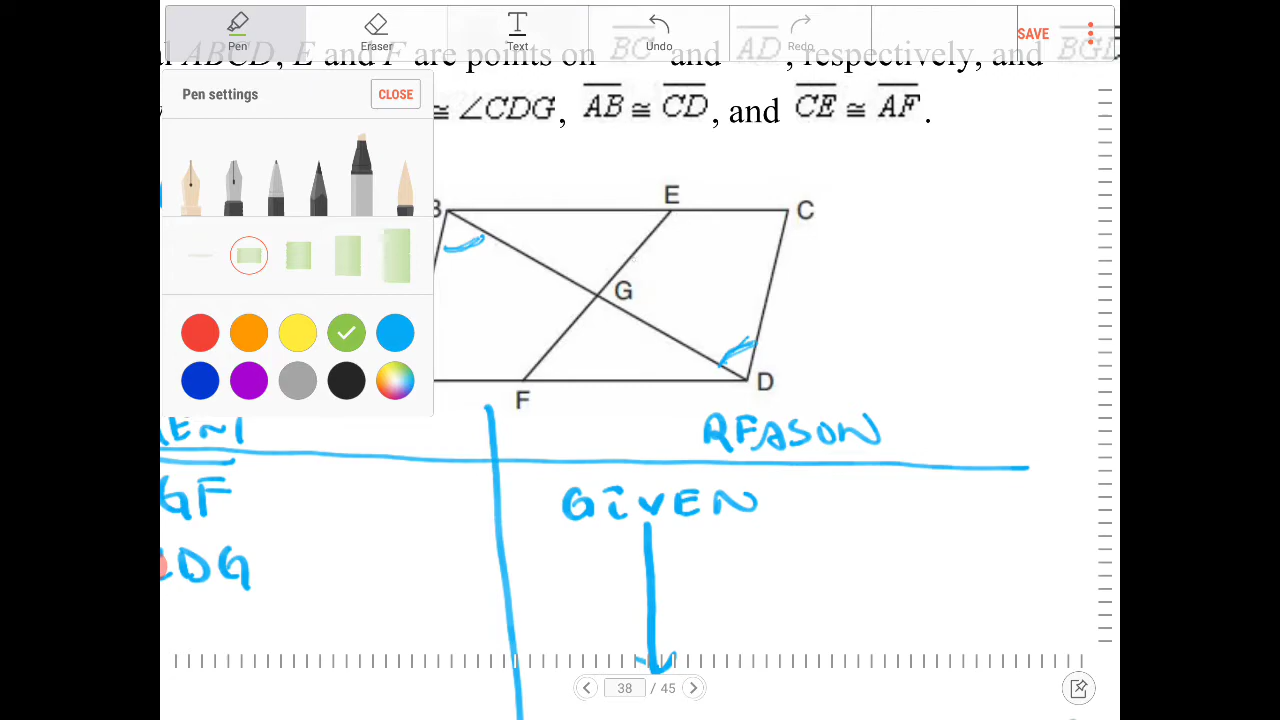 Pen Eraser Text Undo Redo SAVE
ABCD, E and F are points on BC and AD, respectively, and
Pen settings CLOSE
≅ ∠CDG, AB ≅ CD, and CE ≅ AF.
B E C
G
F D
REASON
GF GIVEN
DG
38 / 45